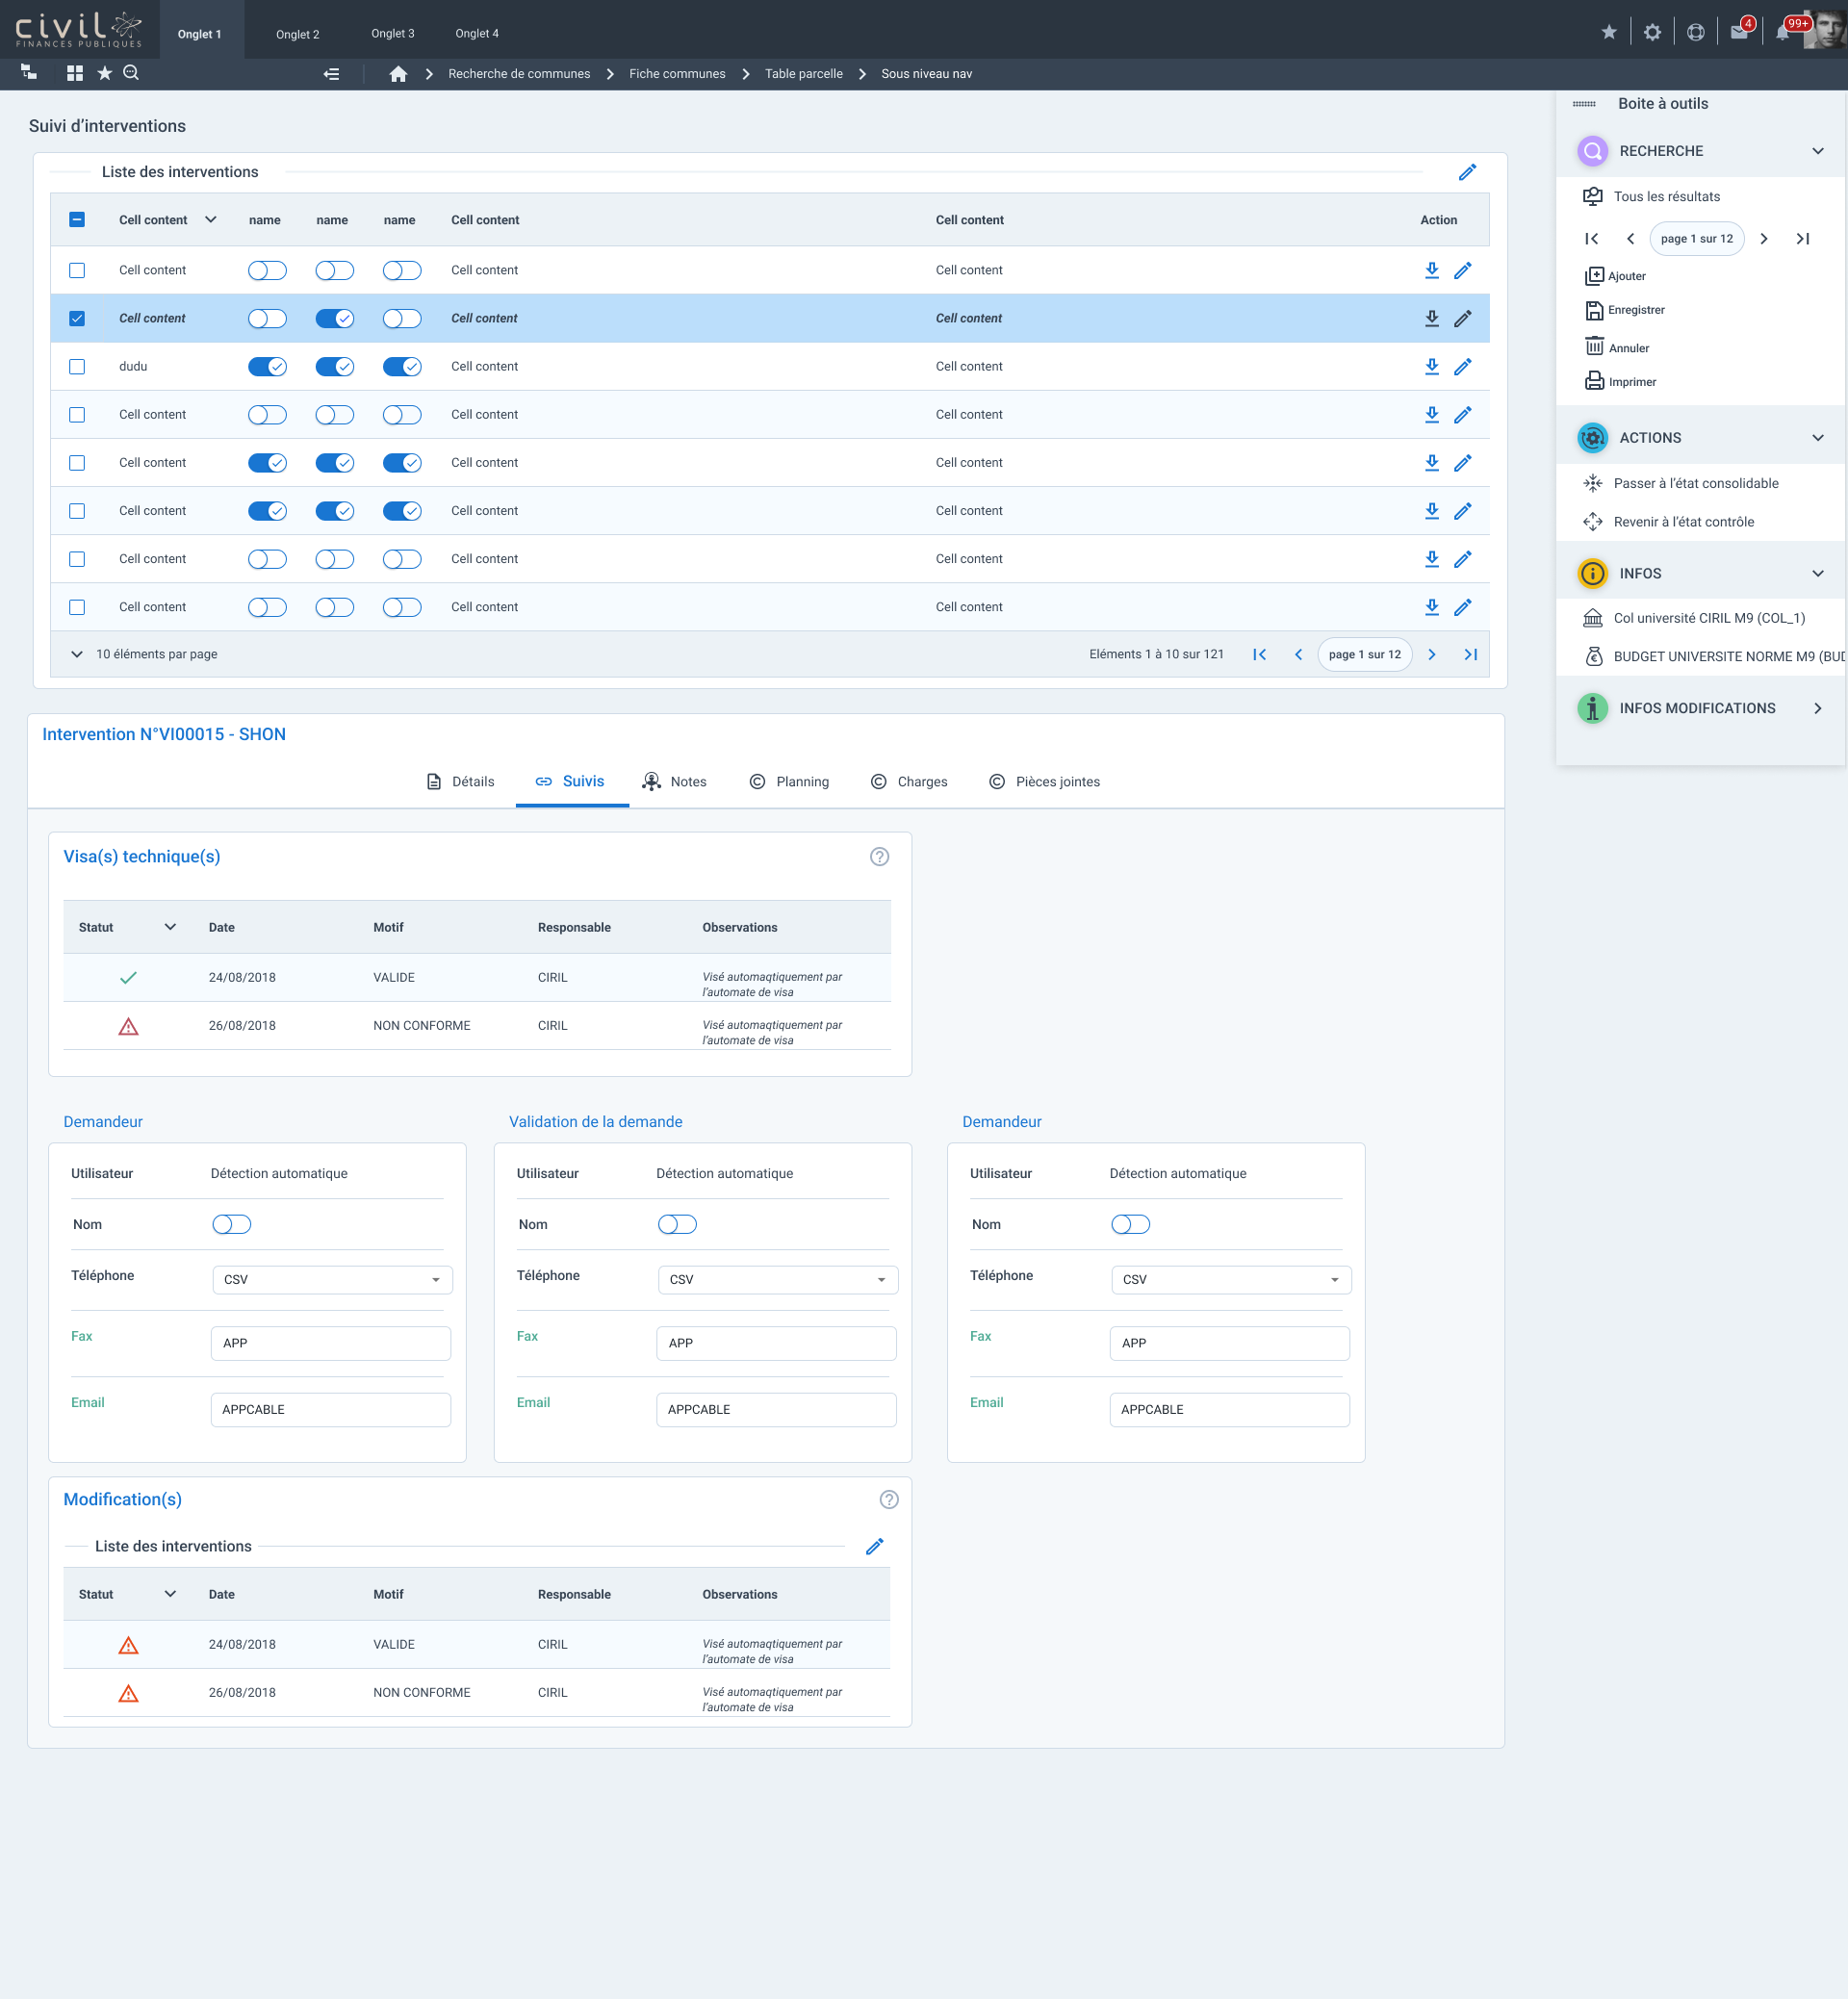 civil
FINANCES PUBLIQUES
Onglet 1
Onglet 2
Onglet 3
Onglet 4
4
99+
Recherche de communes
Fiche communes
Table parcelle
Sous niveau nav
Suivi d’interventions
Liste des interventions
Cell content name name name Cell content Cell content Action
Cell content Cell content Cell content
Cell content Cell content Cell content
dudu Cell content Cell content
Cell content Cell content Cell content
Cell content Cell content Cell content
Cell content Cell content Cell content
Cell content Cell content Cell content
Cell content Cell content Cell content
10 éléments par page Eléments 1 à 10 sur 121 page 1 sur 12
Boite à outils
RECHERCHE
Tous les résultats
page 1 sur 12
Ajouter
Enregistrer
Annuler
Imprimer
ACTIONS
Passer à l’état consolidable
Revenir à l’état contrôle
INFOS
Col université CIRIL M9 (COL_1)
BUDGET UNIVERSITE NORME M9 (BUD
INFOS MODIFICATIONS
Intervention N°VI00015 - SHON
Détails
Suivis
Notes
Planning
Charges
Pièces jointes
Visa(s) technique(s)
Statut Date Motif Responsable Observations
24/08/2018 VALIDE CIRIL Visé automaqtiquement par
l’automate de visa
26/08/2018 NON CONFORME CIRIL Visé automaqtiquement par
l’automate de visa
Demandeur
Utilisateur Détection automatique
Nom
Téléphone CSV
Fax APP
Email APPCABLE
Validation de la demande
Utilisateur Détection automatique
Nom
Téléphone CSV
Fax APP
Email APPCABLE
Demandeur
Utilisateur Détection automatique
Nom
Téléphone CSV
Fax APP
Email APPCABLE
Modification(s)
Liste des interventions
Statut Date Motif Responsable Observations
24/08/2018 VALIDE CIRIL Visé automaqtiquement par
l’automate de visa
26/08/2018 NON CONFORME CIRIL Visé automaqtiquement par
l’automate de visa